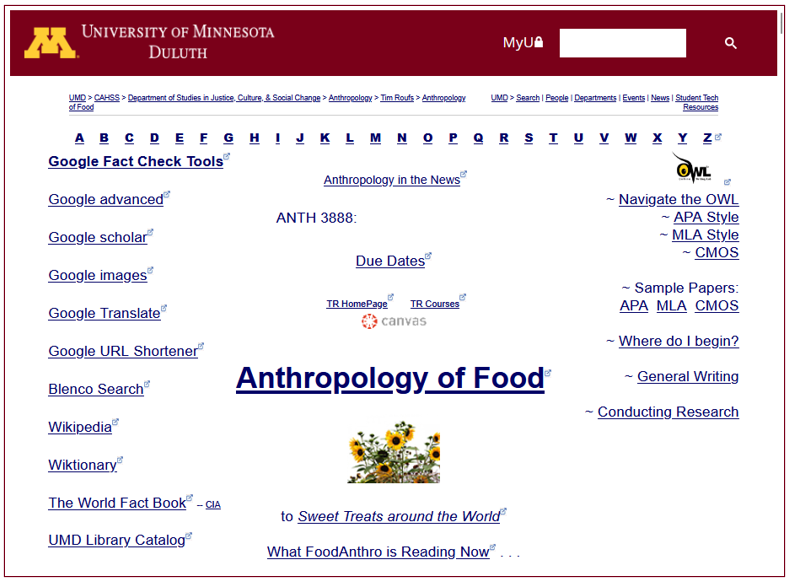 UNIVERSITY OF MINNESOTA
DULUTH
MyU
UMD > CAHSS > Department of Studies in Justice, Culture, & Social Change > Anthropology > Tim Roufs > Anthropology
of Food
UMD > Search | People | Departments | Events | News | Student Tech
Resources
A B C D E F G H I J K L M N O P Q R S T U V W X Y Z
Google Fact Check Tools
Google advanced
Google scholar
Google images
Google Translate
Google URL Shortener
Blenco Search
Wikipedia
Wiktionary
The World Fact Book – CIA
UMD Library Catalog
Anthropology in the News
ANTH 3888:
Due Dates
TR HomePage TR Courses
canvas
Anthropology of Food
to Sweet Treats around the World
What FoodAnthro is Reading Now . . .
OWL
~ Navigate the OWL
~ APA Style
~ MLA Style
~ CMOS
~ Sample Papers:
APA MLA CMOS
~ Where do I begin?
~ General Writing
~ Conducting Research